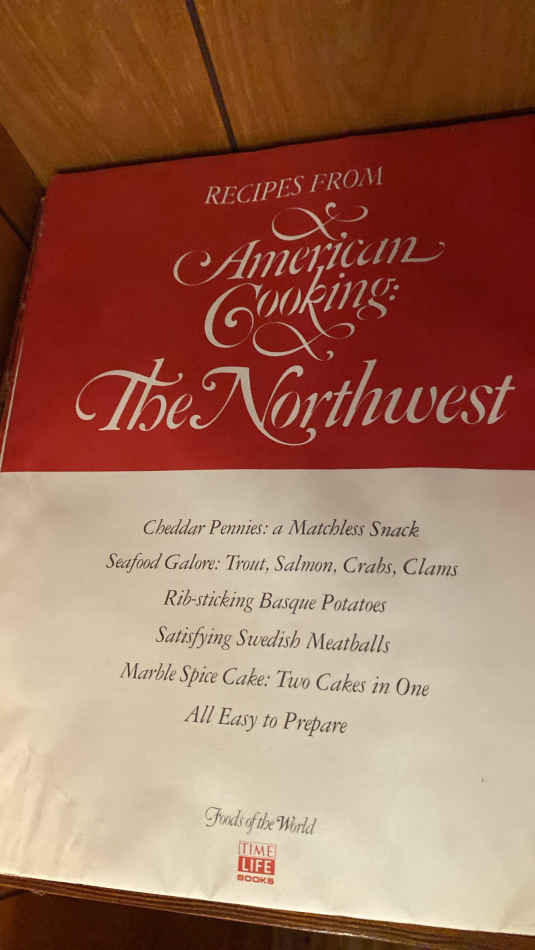 RECIPES FROM
American
Cooking:
The Northwest
Cheddar Pennies: a Matchless Snack
Seafood Galore: Trout, Salmon, Crabs, Clams
Rib-sticking Basque Potatoes
Satisfying Swedish Meatballs
Marble Spice Cake: Two Cakes in One
All Easy to Prepare
Foods of the World
TIME
LIFE
BOOKS